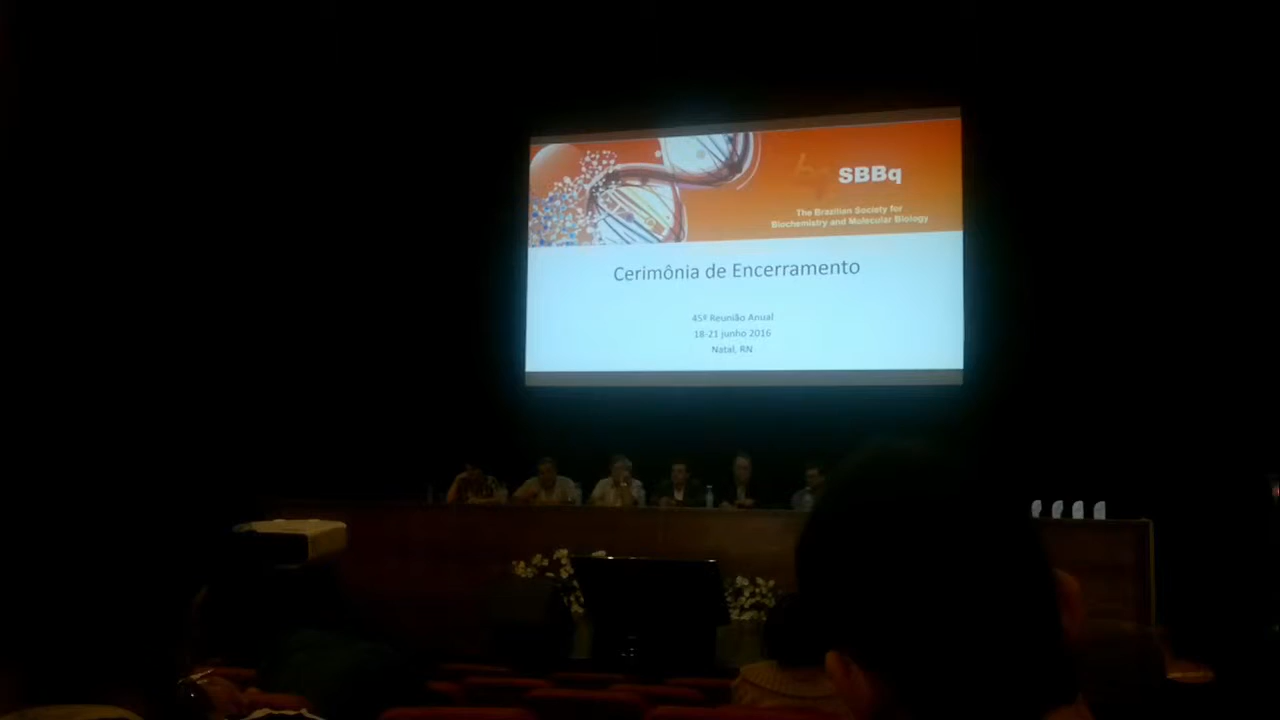 SBBq
The Brazilian Society for
Biochemistry and Molecular Biology
Cerimônia de Encerramento
45ª Reunião Anual
18-21 junho 2016
Natal, RN